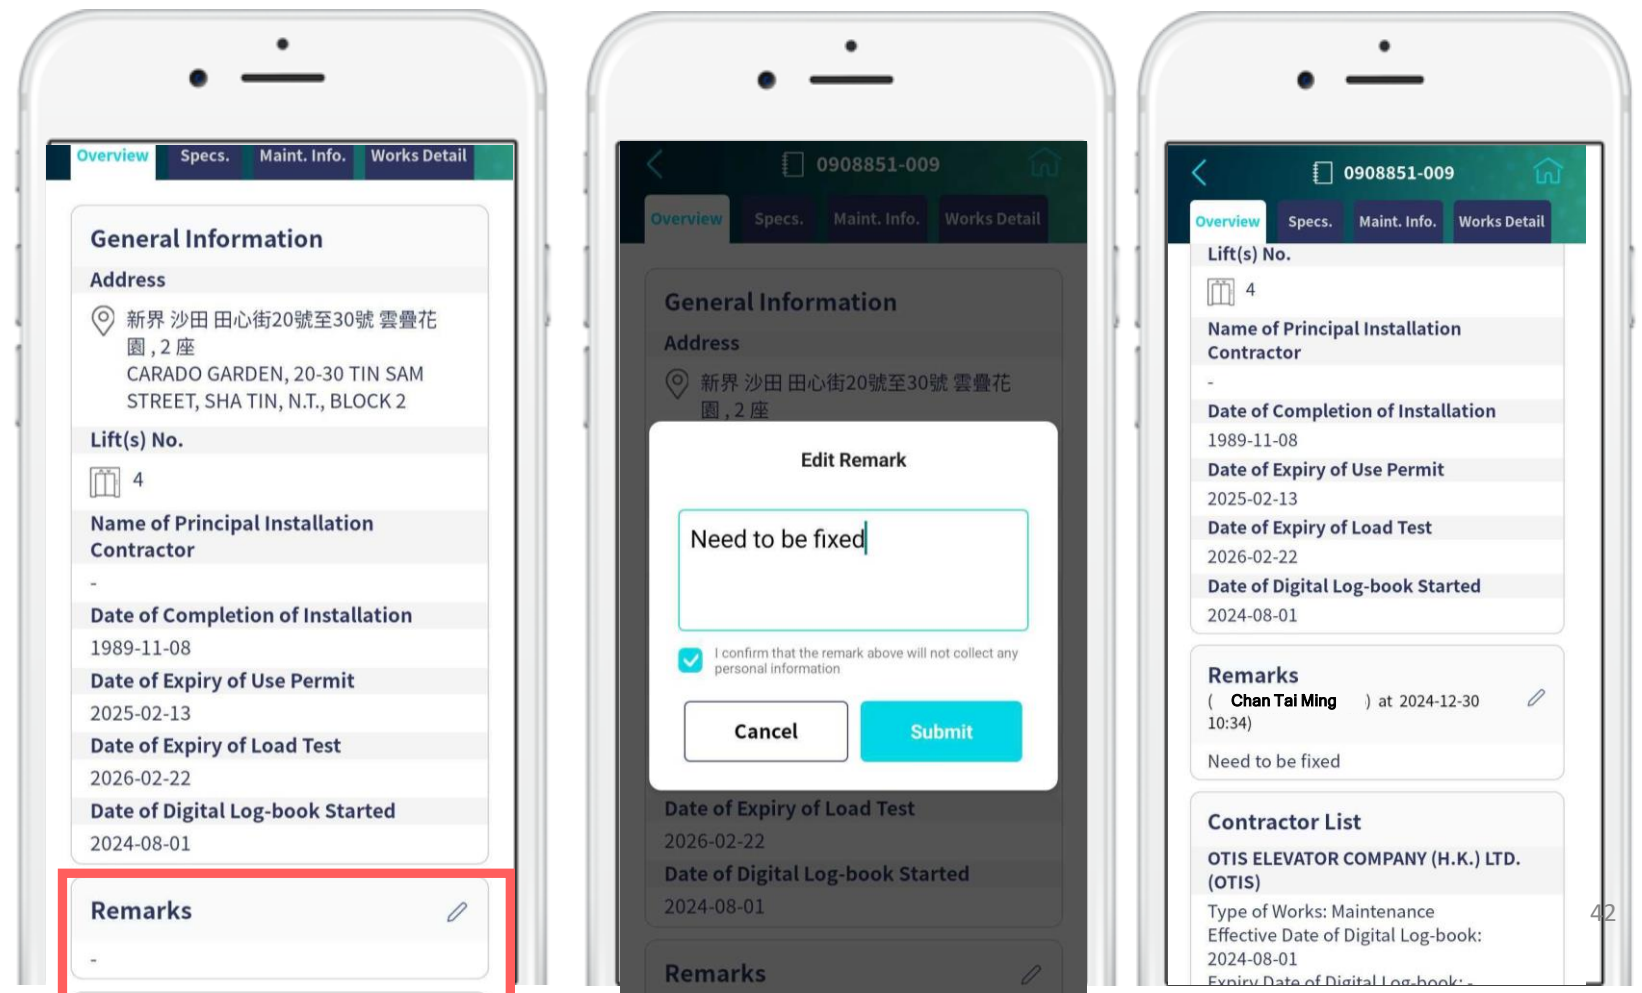 Overview Specs. Maint. Info. Works Detail
General Information
Address
新界 沙田 田心街20號至30號 雲疊花
園 , 2 座
CARADO GARDEN, 20-30 TIN SAM
STREET, SHA TIN, N.T., BLOCK 2
Lift(s) No.
4
Name of Principal Installation
Contractor
-
Date of Completion of Installation
1989-11-08
Date of Expiry of Use Permit
2025-02-13
Date of Expiry of Load Test
2026-02-22
Date of Digital Log-book Started
2024-08-01
Remarks
-
0908851-009
Overview Specs. Maint. Info. Works Detail
General Information
Address
新界 沙田 田心街20號至30號 雲疊花
園 , 2 座
Edit Remark
Need to be fixed
I confirm that the remark above will not collect any
personal information
Cancel Submit
Date of Expiry of Load Test
2026-02-22
Date of Digital Log-book Started
2024-08-01
Remarks
0908851-009
Overview Specs. Maint. Info. Works Detail
Lift(s) No.
4
Name of Principal Installation
Contractor
-
Date of Completion of Installation
1989-11-08
Date of Expiry of Use Permit
2025-02-13
Date of Expiry of Load Test
2026-02-22
Date of Digital Log-book Started
2024-08-01
Remarks
( Chan Tai Ming ) at 2024-12-30
10:34)
Need to be fixed
Contractor List
OTIS ELEVATOR COMPANY (H.K.) LTD.
(OTIS)
Type of Works: Maintenance
Effective Date of Digital Log-book:
2024-08-01
Expiry Date of Digital Log-book: -
42